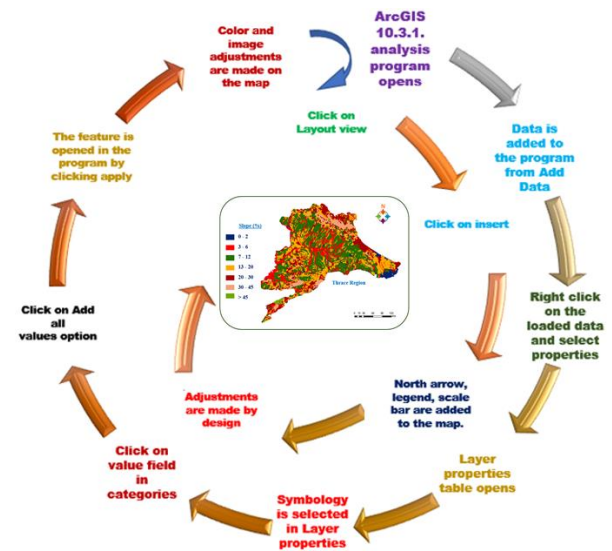 ArcGIS
10.3.1.
analysis
program
opens
Data is
added to
the program
from Add
Data
Right click
on the
loaded data
and select
properties
Layer
properties
table opens
Symbology
is selected
in Layer
properties
Click on
value field
in
categories
Click on Add
all
values option
The feature is
opened in the
program by
clicking apply
Color and
image
adjustments
are made on
the map
Click on
Layout view
Click on insert
North arrow,
legend, scale
bar are added
to the map.
Adjustments
are made by
design
Slope (%)
0 - 2
3 - 6
7 - 12
13 - 20
20 - 30
30 - 45
> 45
Thrace Region
N